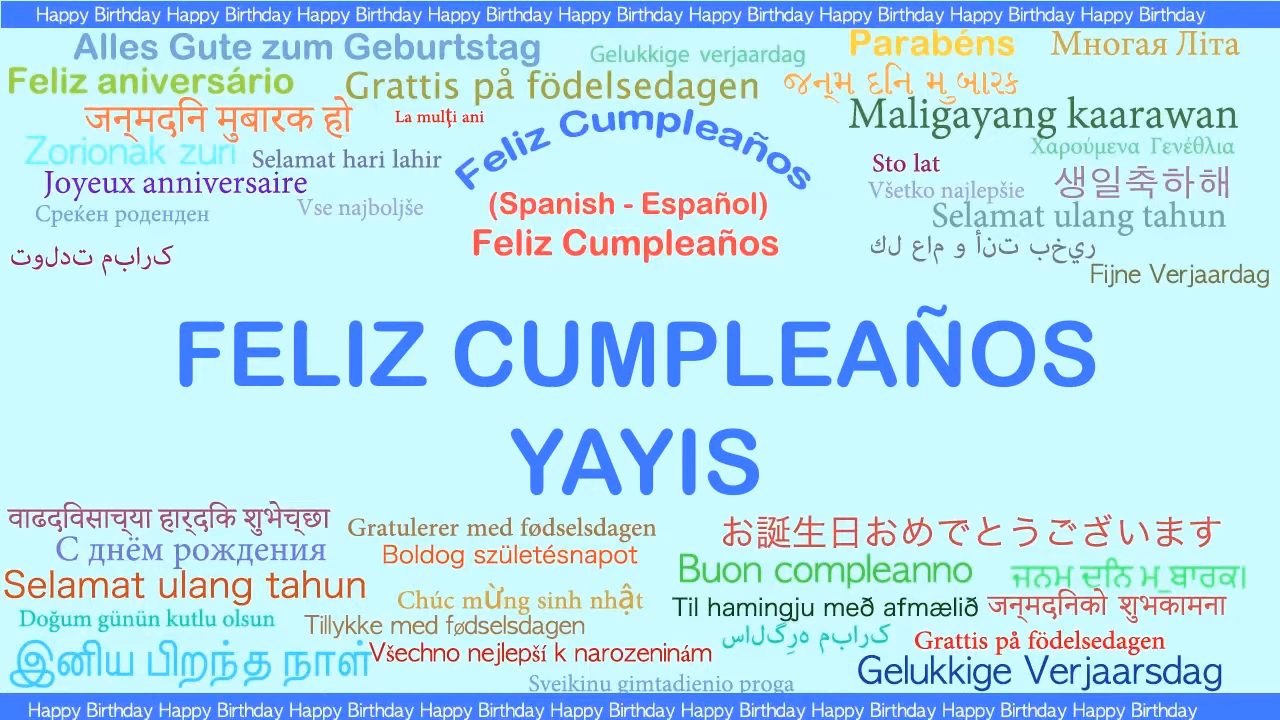 Happy Birthday Happy Birthday Happy Birthday Happy Birthday Happy Birthday Happy Birthday Happy Birthday Happy Birthday Happy Birthday
Alles Gute zum Geburtstag
Gelukkige verjaardag
Parabéns
Многая Літа
Feliz aniversário
Grattis på födelsedagen
જન્મ દિન મુબારક
जन्मदिन मुबारक हो
La mulţi ani
Feliz Cumpleaños
Maligayang kaarawan
Zorionak zuri
Selamat hari lahir
Sto lat
Χαρούμενα Γενέθλια
Joyeux anniversaire
(Spanish - Español)
Všetko najlepšie
생일축하해
Среќен роденден
Vse najboljše
Selamat ulang tahun
Feliz Cumpleaños
تولدت مبارک
كل عام و أنت بخير
Fijne Verjaardag
FELIZ CUMPLEAÑOS
YAYIS
वाढदिवसाच्या हार्दिक शुभेच्छा
Gratulerer med fødselsdagen
お誕生日おめでとうございます
С днём рождения
Boldog születésnapot
Buon compleanno
ਜਨਮ ਦਿਨ ਮੁਬਾਰਕ।
Selamat ulang tahun
Chúc mừng sinh nhật
Til hamingju með afmælið
जन्मदिनको शुभकामना
Doğum günün kutlu olsun
Tillykke med fødselsdagen
سالگرہ مبارک
Grattis på födelsedagen
இனிய பிறந்த நாள்
Všechno nejlepší k narozeninám
Gelukkige Verjaarsdag
Sveikinu gimtadienio proga
Happy Birthday Happy Birthday Happy Birthday Happy Birthday Happy Birthday Happy Birthday Happy Birthday Happy Birthday Happy Birthday